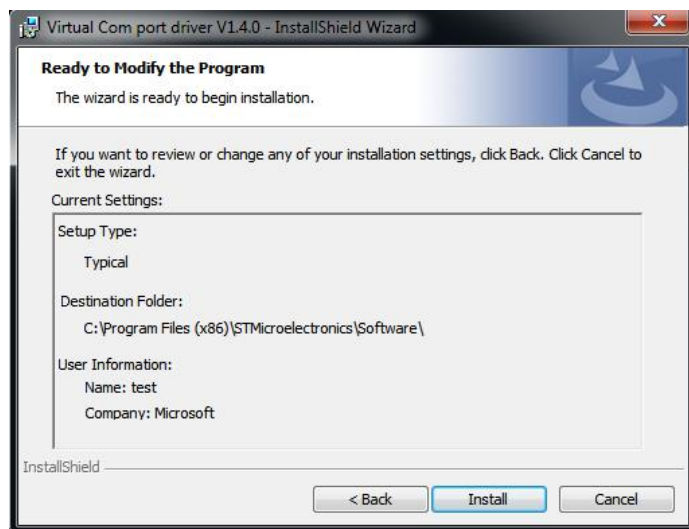 Virtual Com port driver V1.4.0 - InstallShield Wizard
Ready to Modify the Program
The wizard is ready to begin installation.
If you want to review or change any of your installation settings, click Back. Click Cancel to
exit the wizard.
Current Settings:
Setup Type:
Typical
Destination Folder:
C:\Program Files (x86)\STMicroelectronics\Software\
User Information:
Name: test
Company: Microsoft
InstallShield
< Back Install Cancel